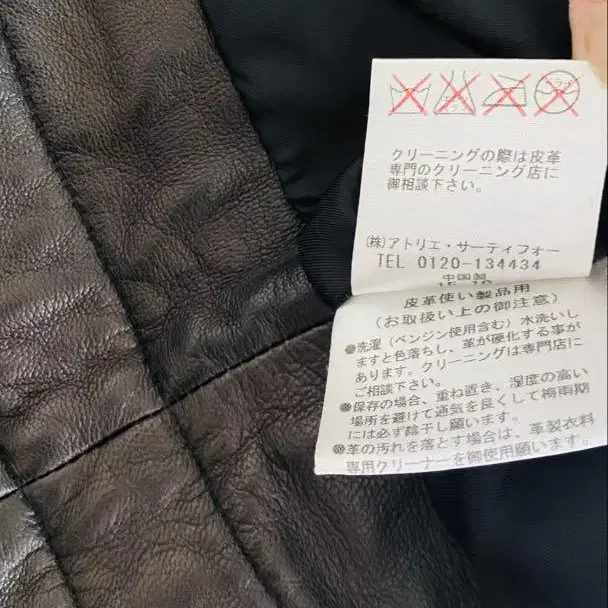 クリーニングの際は皮革
専門のクリーニング店に
御相談下さい。
(株)アトリエ・サーティフォー
TEL 0120-134434
中国製
皮革使い製品用
(お取扱い上の御注意)
●洗濯(ベンジン使用含む)水洗いし
ますと色落ちし、革が硬化する事が
あります。クリーニングは専門店に
ご相談下さい。
●保存の場合、重ね置き、湿度の高い
場所を避けて通気を良くして梅雨期
には必ず陰干し願います。
●革の汚れを落とす場合は、革製衣料
専用クリーナーを御使用願います。